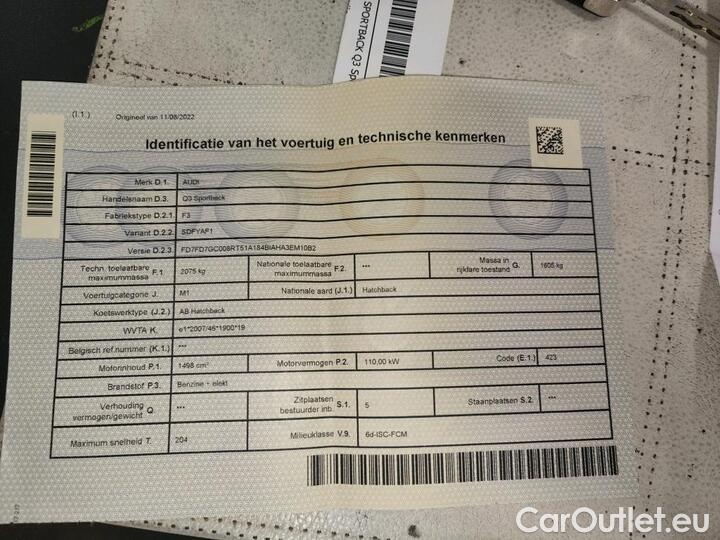 SPORTBACK Q3 Sp
(I.1.) Origineel van 11/08/2022
Identificatie van het voertuig en technische kenmerken
Merk D.1. AUDI
Handelsnaam D.3. Q3 Sportback
Fabriekstype D.2.1. F3
Variant D.2.2. SDFYAF1
Versie D.2.3. FD7FD7GC008RT51A184BIAHA3EM10B2
Techn. toelaatbare maximummassa F.1. 2075 kg Nationale toelaatbare maximummassa F.2. *** Massa in rijklare toestand G. 1605 kg
Voertuigcategorie J. M1 Nationale aard (J.1.) Hatchback
Koetswerktype (J.2.) AB Hatchback
WVTA K. e1*2007/46*1900*19
Belgisch ref.nummer (K.1.) ***
Motorinhoud P.1. 1498 cm³ Motorvermogen P.2. 110,00 kW Code (E.1.) 423
Brandstof P.3. Benzine + elekt
Verhouding vermogen/gewicht Q. *** Zitplaatsen bestuurder inb. S.1. 5 Staanplaatsen S.2. ***
Maximum snelheid T. 204 Milieuklasse V.9. 6d-ISC-FCM
CarOutlet.eu